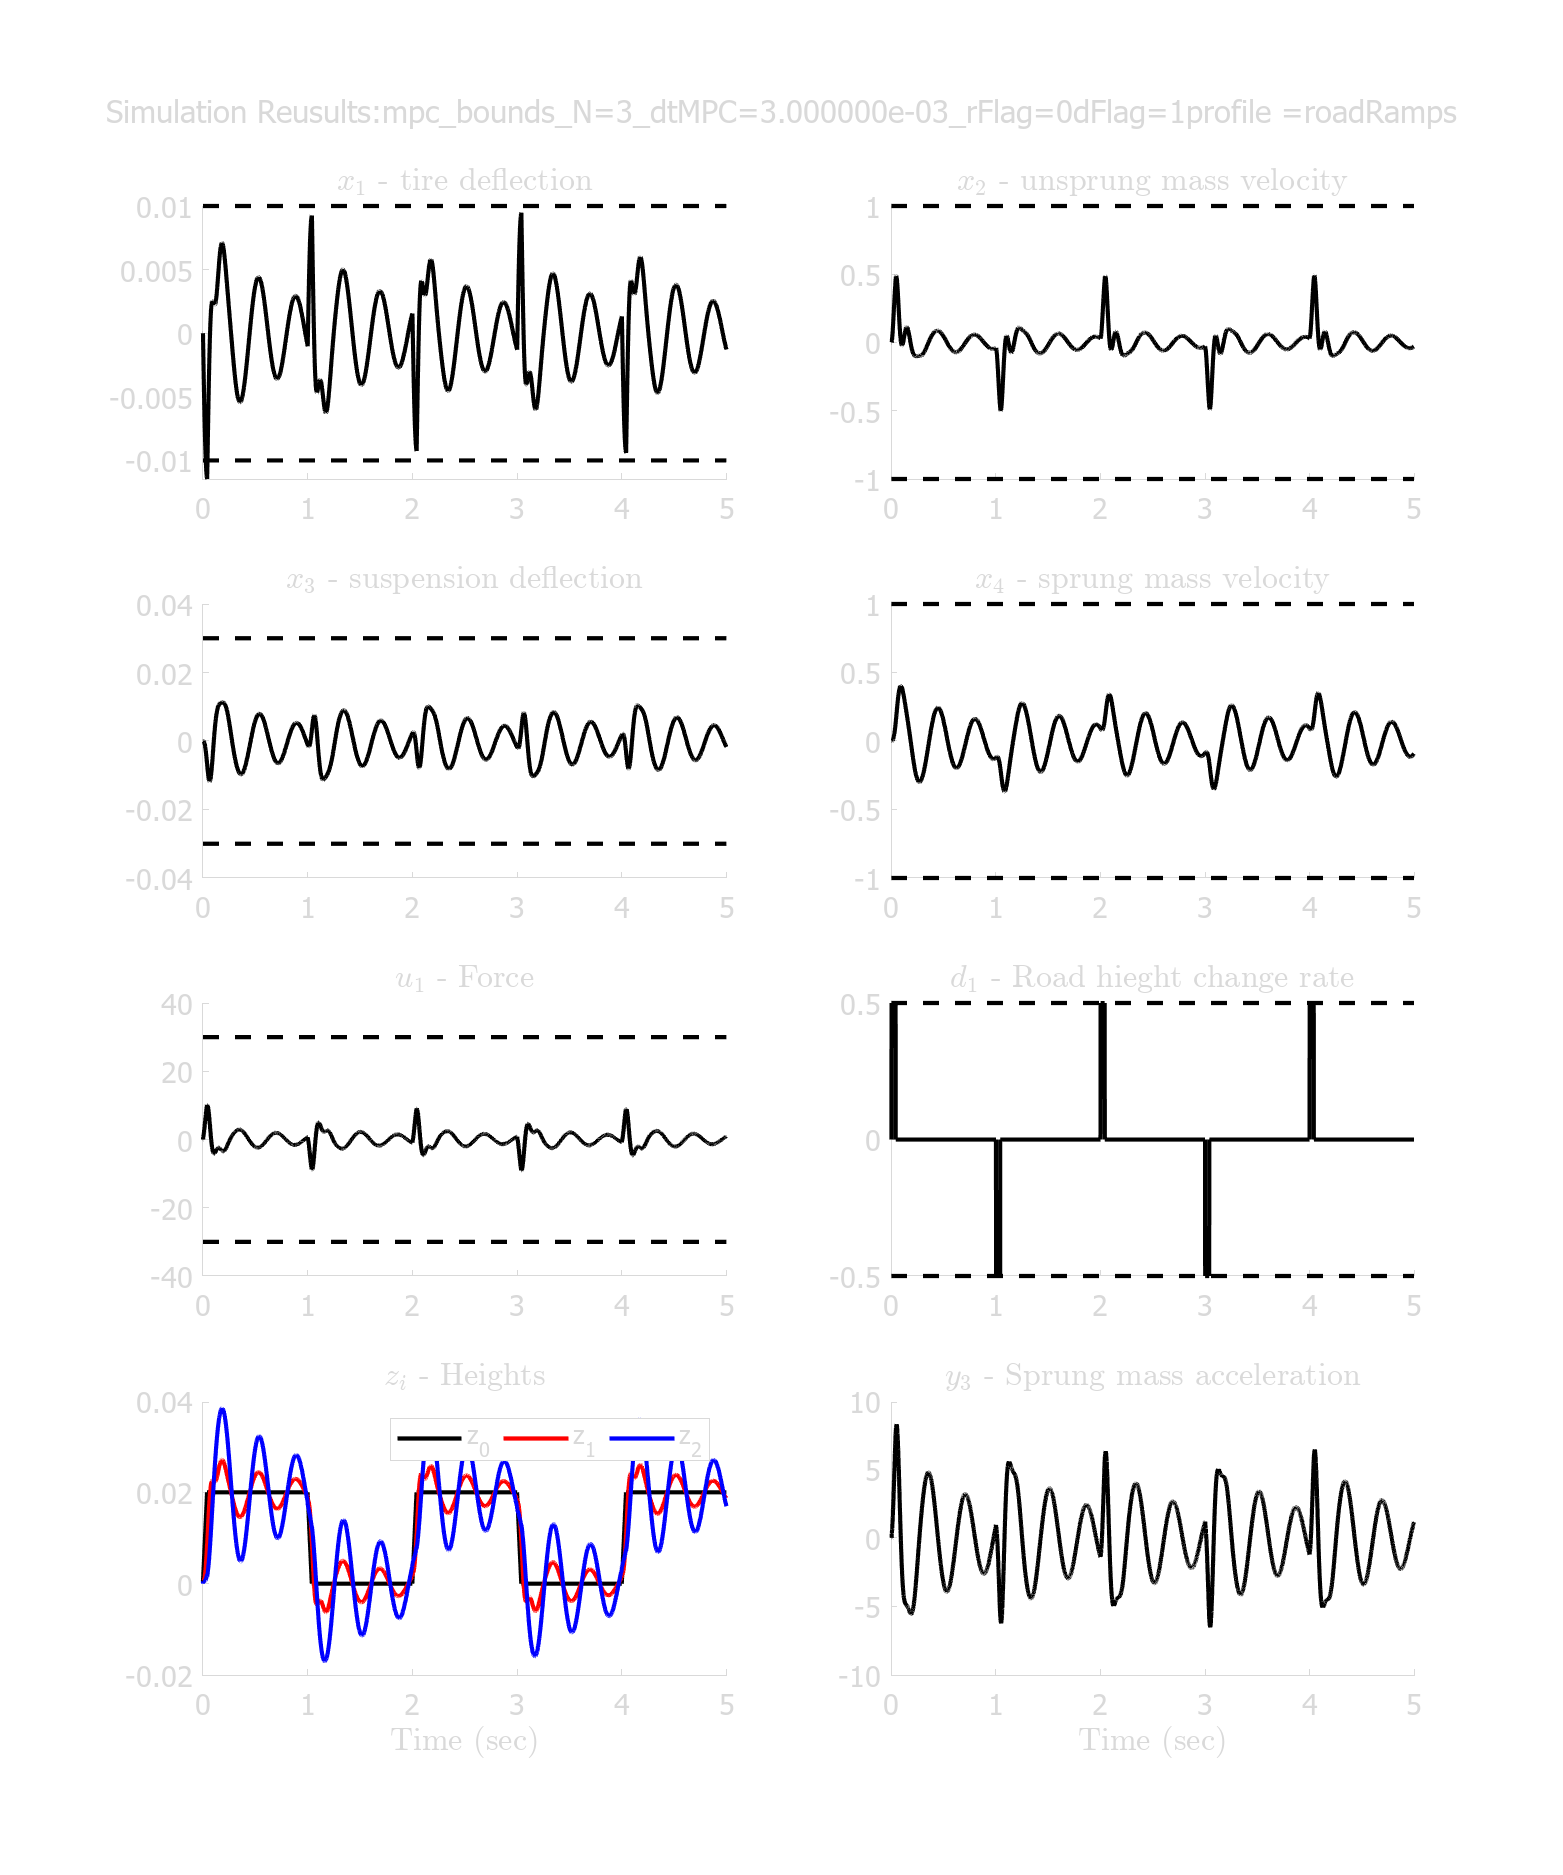 Simulation Reusults:mpc_bounds_N=3_dtMPC=3.000000e-03_rFlag=0dFlag=1profile =roadRamps
x₁ - tire deflection
0.01
0.005
0
-0.005
-0.01
0 1 2 3 4 5
x₂ - unsprung mass velocity
1
0.5
0
-0.5
-1
0 1 2 3 4 5
x₃ - suspension deflection
0.04
0.02
0
-0.02
-0.04
0 1 2 3 4 5
x₄ - sprung mass velocity
1
0.5
0
-0.5
-1
0 1 2 3 4 5
u₁ - Force
40
20
0
-20
-40
0 1 2 3 4 5
d₁ - Road hieght change rate
0.5
0
-0.5
0 1 2 3 4 5
zᵢ - Heights
0.04
0.02
0
-0.02
z₀ z₁ z₂
0 1 2 3 4 5
Time (sec)
y₃ - Sprung mass acceleration
10
5
0
-5
-10
0 1 2 3 4 5
Time (sec)